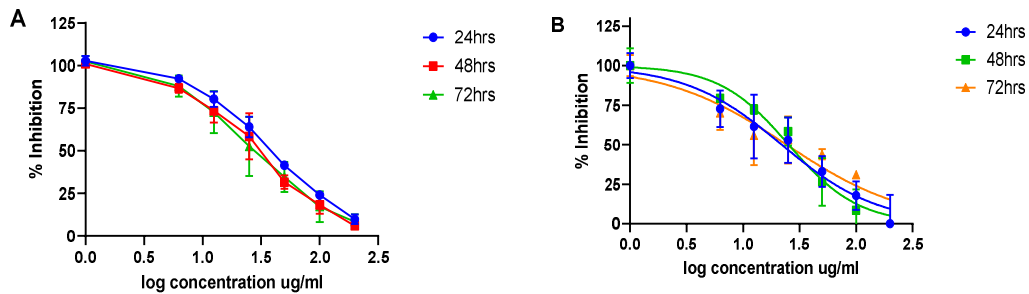 A
% Inhibition
125
100
75
50
25
0
0.0 0.5 1.0 1.5 2.0 2.5
log concentration ug/ml
24hrs
48hrs
72hrs
B
% Inhibition
125
100
75
50
25
0
0.0 0.5 1.0 1.5 2.0 2.5
log concentration ug/ml
24hrs
48hrs
72hrs